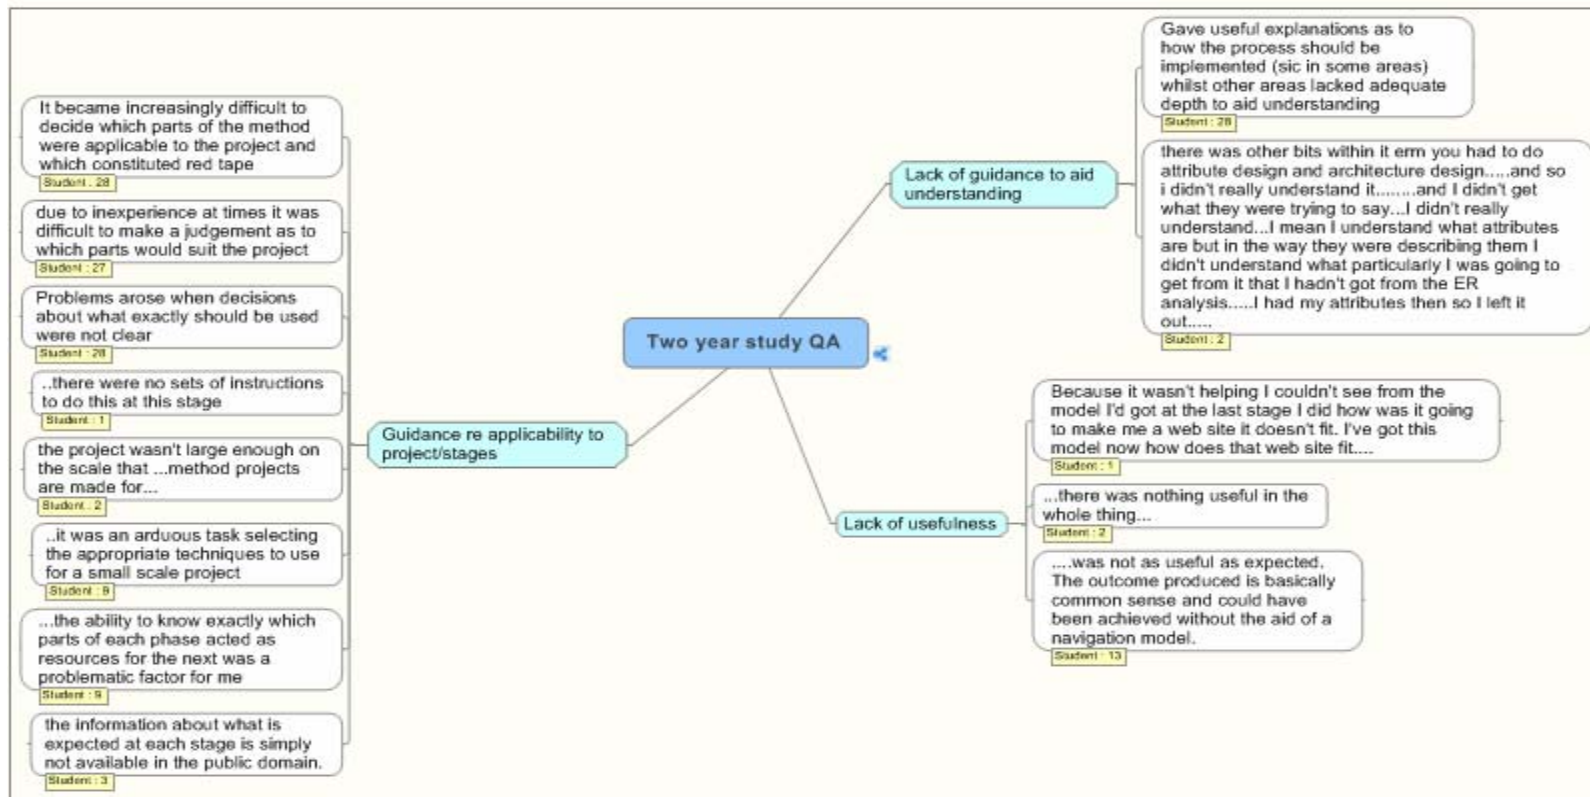 It became increasingly difficult to
decide which parts of the method
were applicable to the project and
which constituted red tape
Student : 28
due to inexperience at times it was
difficult to make a judgement as to
which parts would suit the project
Student : 27
Problems arose when decisions
about what exactly should be used
were not clear
Student : 28
..there were no sets of instructions
to do this at this stage
Student : 1
the project wasn't large enough on
the scale that ...method projects
are made for...
Student : 2
..it was an arduous task selecting
the appropriate techniques to use
for a small scale project
Student : 9
...the ability to know exactly which
parts of each phase acted as
resources for the next was a
problematic factor for me
Student : 9
the information about what is
expected at each stage is simply
not available in the public domain.
Student : 3
Guidance re applicability to
project/stages
Two year study QA
Lack of guidance to aid
understanding
Gave useful explanations as to
how the process should be
implemented (sic in some areas)
whilst other areas lacked adequate
depth to aid understanding
Student : 28
there was other bits within it erm you had to do
attribute design and architecture design.....and so
i didn't really understand it........and I didn't get
what they were trying to say...I didn't really
understand...I mean I understand what attributes
are but in the way they were describing them I
didn't understand what particularly I was going to
get from it that I hadn't got from the ER
analysis.....I had my attributes then so I left it
out.....
Student : 2
Lack of usefulness
Because it wasn't helping I couldn't see from the
model I'd got at the last stage I did how was it going
to make me a web site it doesn't fit. I've got this
model now how does that web site fit....
Student : 1
...there was nothing useful in the
whole thing...
Student : 2
....was not as useful as expected.
The outcome produced is basically
common sense and could have
been achieved without the aid of a
navigation model.
Student : 13